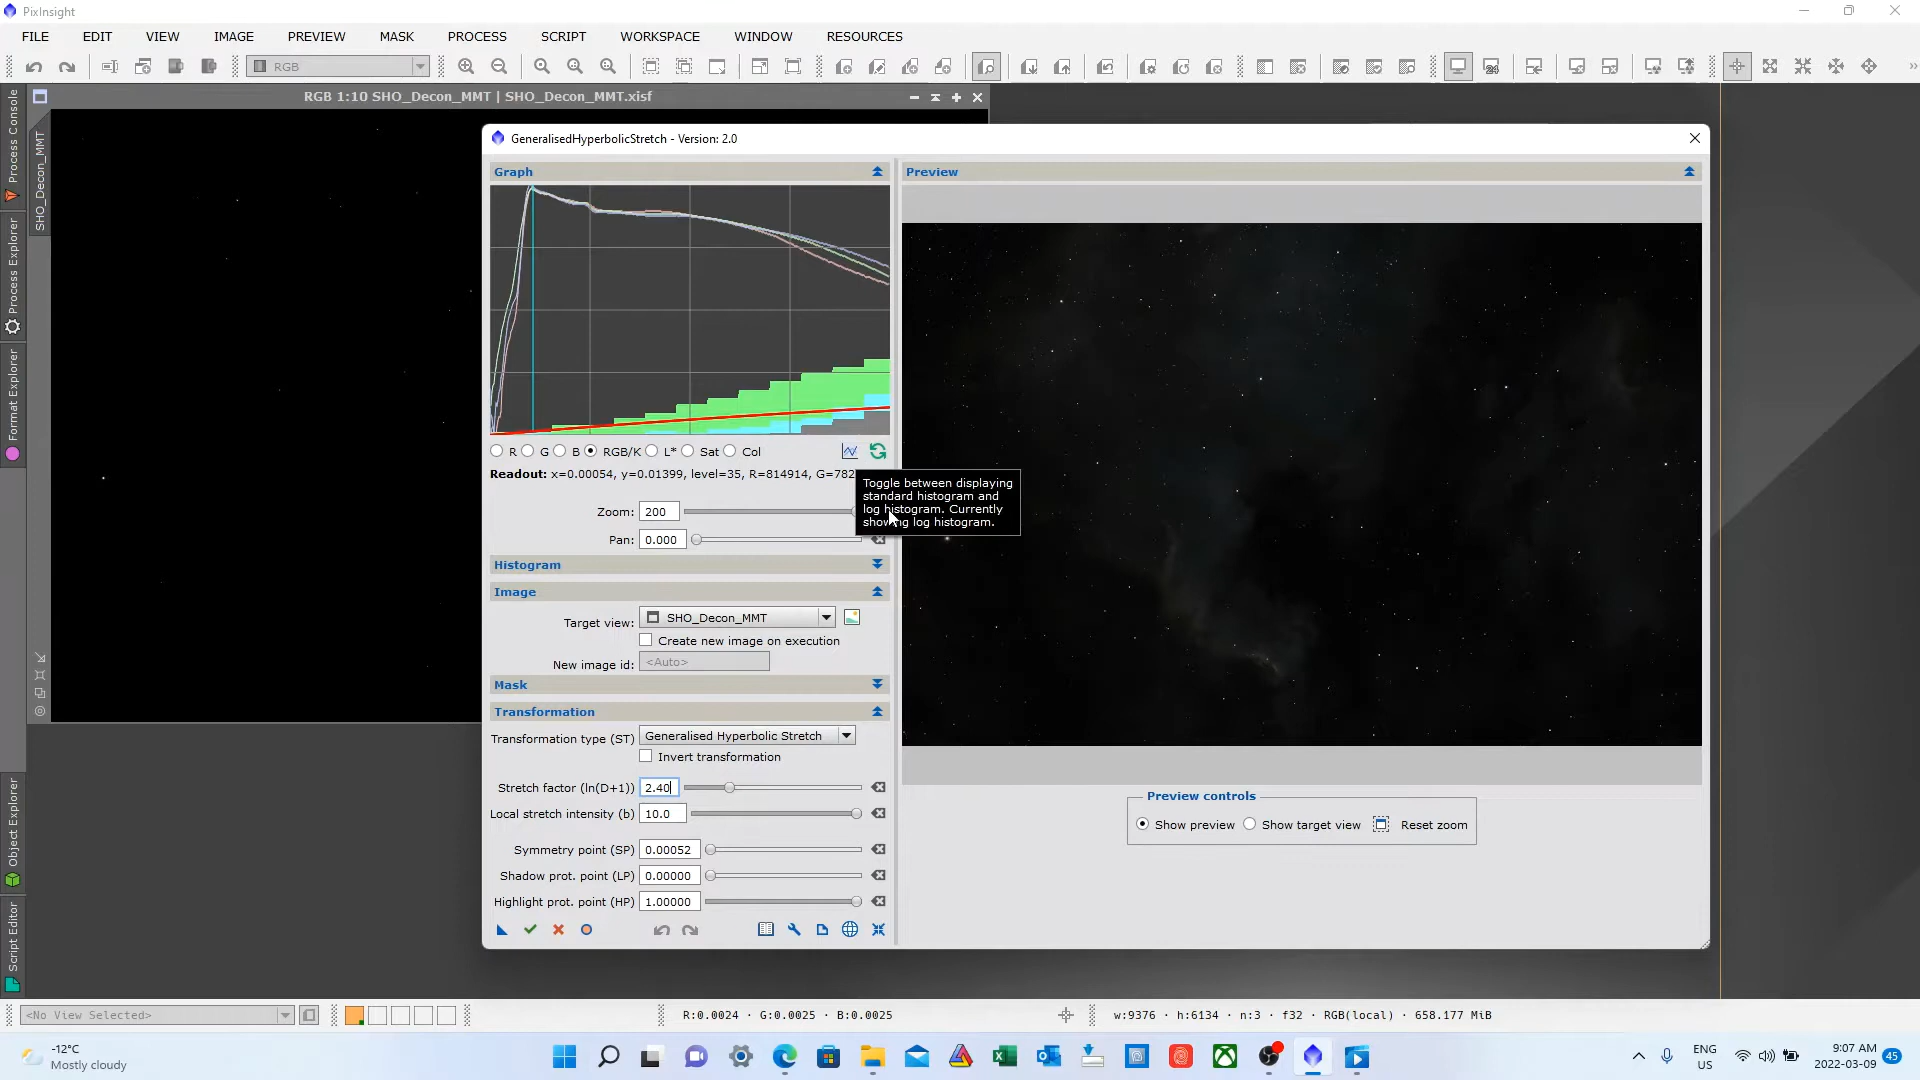 PixInsight
FILE EDIT VIEW IMAGE PREVIEW MASK PROCESS SCRIPT WORKSPACE WINDOW RESOURCES
RGB
RGB 1:10 SHO_Decon_MMT | SHO_Decon_MMT.xisf
SHO_Decon_MMT
Process Console
Process Explorer
Format Explorer
Object Explorer
Script Editor
GeneralisedHyperbolicStretch - Version: 2.0
Graph
R G B RGB/K L* Sat Col
Readout: x=0.00054, y=0.01399, level=35, R=814914, G=782
Toggle between displaying
standard histogram and
log histogram. Currently
showing log histogram.
Zoom: 200
Pan: 0.000
Histogram
Image
Target view: SHO_Decon_MMT
Create new image on execution
New image id: <Auto>
Mask
Transformation
Transformation type (ST) Generalised Hyperbolic Stretch
Invert transformation
Stretch factor (ln(D+1)) 2.40
Local stretch intensity (b) 10.0
Symmetry point (SP) 0.00052
Shadow prot. point (LP) 0.00000
Highlight prot. point (HP) 1.00000
Preview
Preview controls
Show preview Show target view Reset zoom
<No View Selected>
R:0.0024 · G:0.0025 · B:0.0025
w:9376 · h:6134 · n:3 · f32 · RGB(local) · 658.177 MiB
-12°C
Mostly cloudy
ENG
US
9:07 AM
2022-03-09
45